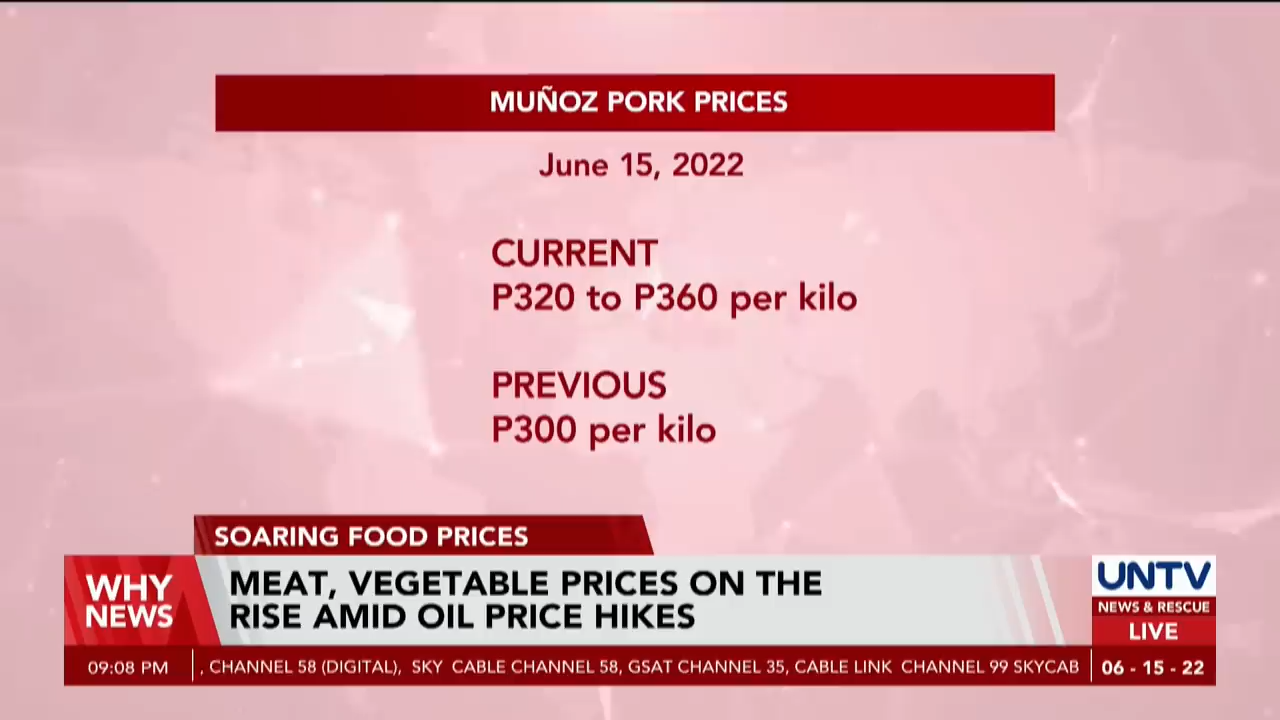 MUÑOZ PORK PRICES
June 15, 2022
CURRENT
P320 to P360 per kilo
PREVIOUS
P300 per kilo
SOARING FOOD PRICES
WHY
NEWS
MEAT, VEGETABLE PRICES ON THE
RISE AMID OIL PRICE HIKES
UNTV
NEWS & RESCUE
LIVE
09:08 PM
, CHANNEL 58 (DIGITAL), SKY CABLE CHANNEL 58, GSAT CHANNEL 35, CABLE LINK CHANNEL 99 SKYCAB
06 - 15 - 22